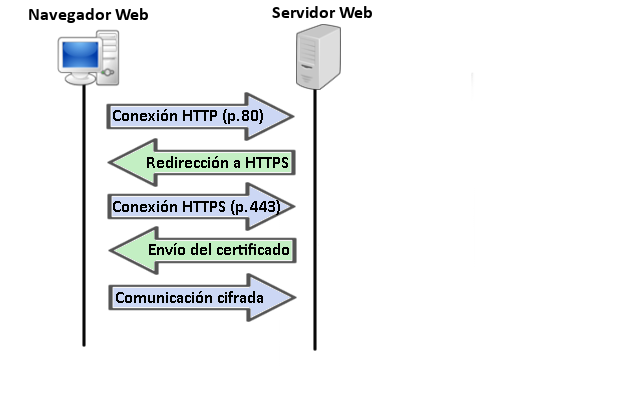 Navegador Web
Servidor Web
Conexión HTTP (p.80)
Redirección a HTTPS
Conexión HTTPS (p.443)
Envío del certificado
Comunicación cifrada